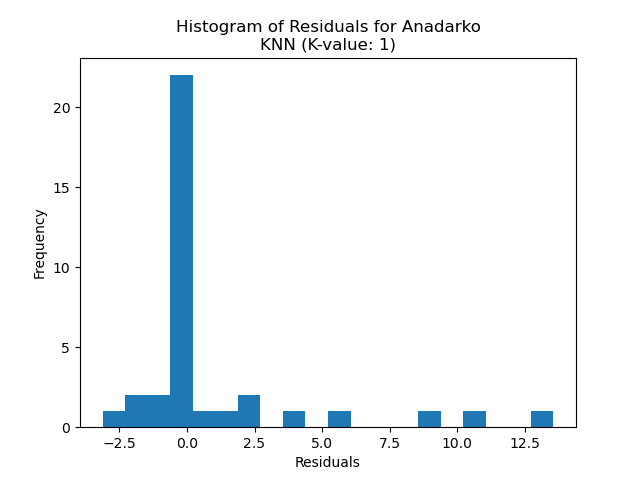 Histogram of Residuals for Anadarko
KNN (K-value: 1)
20
15
10
5
0
Frequency
−2.5 0.0 2.5 5.0 7.5 10.0 12.5
Residuals